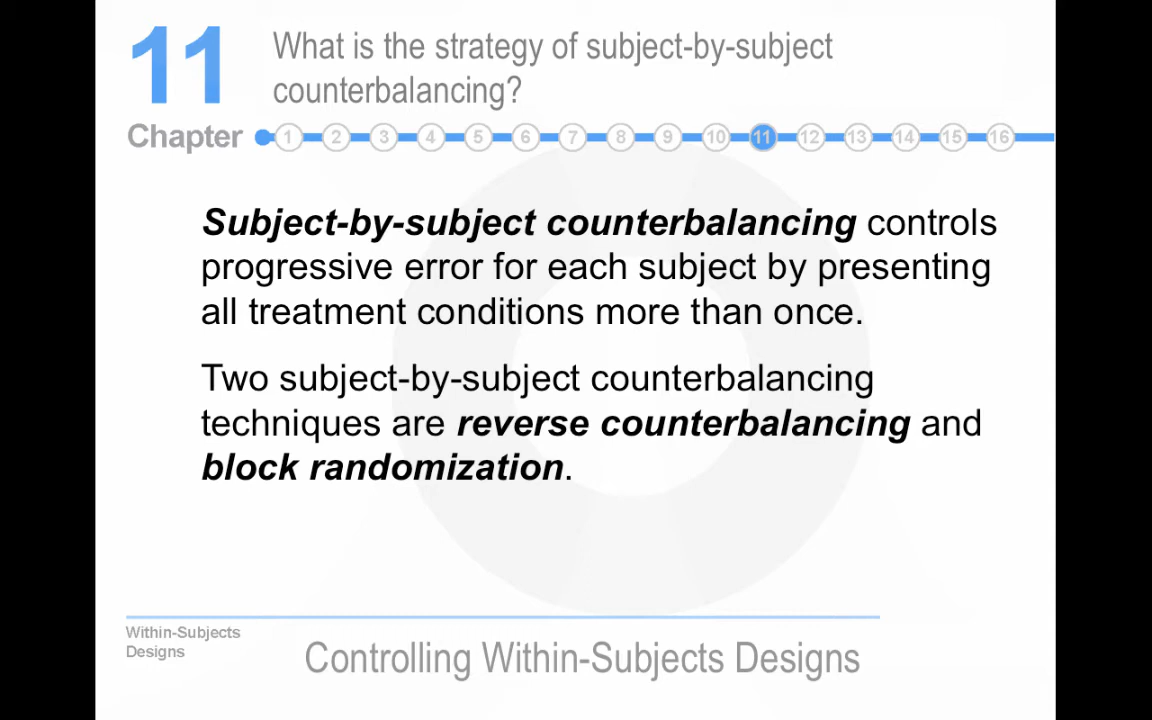 11
What is the strategy of subject-by-subject
counterbalancing?
Chapter 1 2 3 4 5 6 7 8 9 10 11 12 13 14 15 16
Subject-by-subject counterbalancing controls
progressive error for each subject by presenting
all treatment conditions more than once.
Two subject-by-subject counterbalancing
techniques are reverse counterbalancing and
block randomization.
Within-Subjects
Designs
Controlling Within-Subjects Designs